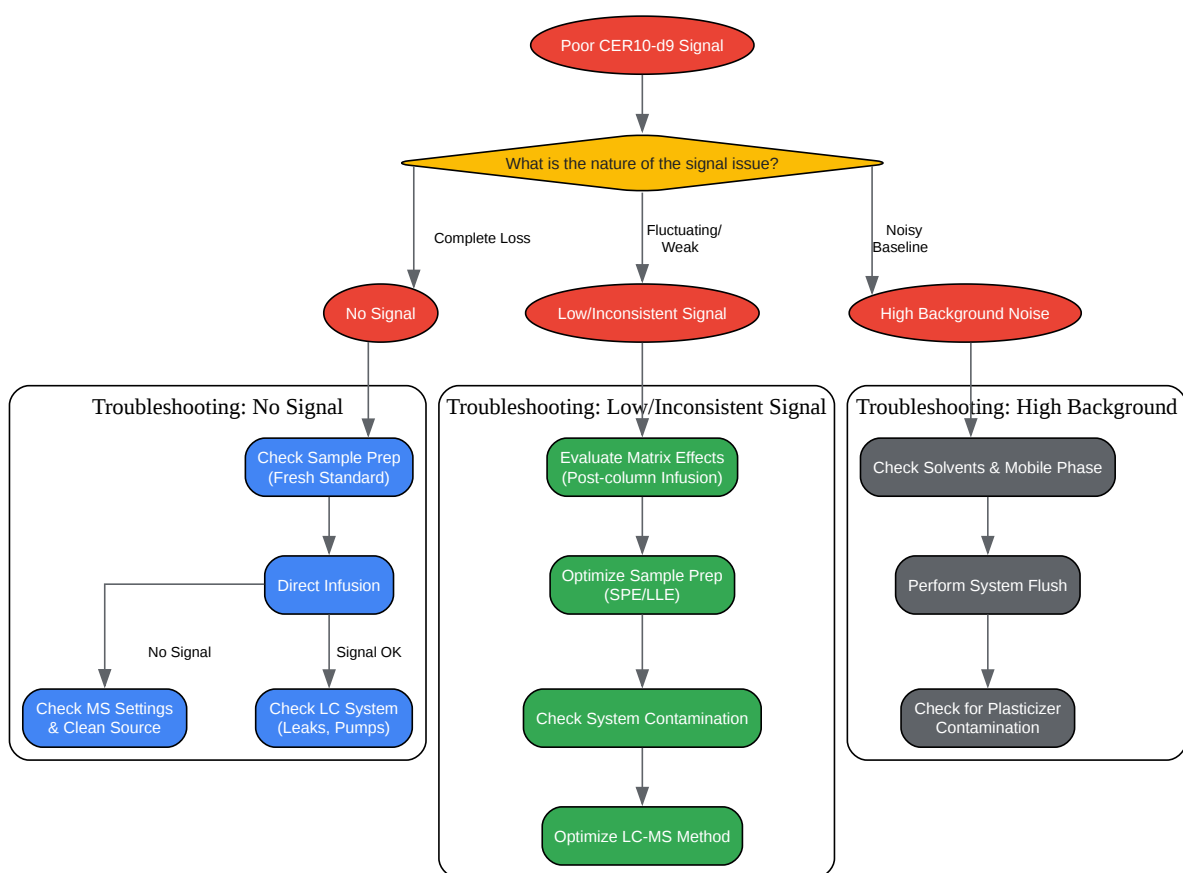 Poor CER10-d9 Signal
What is the nature of the signal issue?
Complete Loss
Fluctuating/
Weak
Noisy
Baseline
No Signal
Low/Inconsistent Signal
High Background Noise
Troubleshooting: No Signal
Check Sample Prep
(Fresh Standard)
Direct Infusion
No Signal
Signal OK
Check MS Settings
& Clean Source
Check LC System
(Leaks, Pumps)
Troubleshooting: Low/Inconsistent Signal
Evaluate Matrix Effects
(Post-column Infusion)
Optimize Sample Prep
(SPE/LLE)
Check System Contamination
Optimize LC-MS Method
Troubleshooting: High Background
Check Solvents & Mobile Phase
Perform System Flush
Check for Plasticizer
Contamination